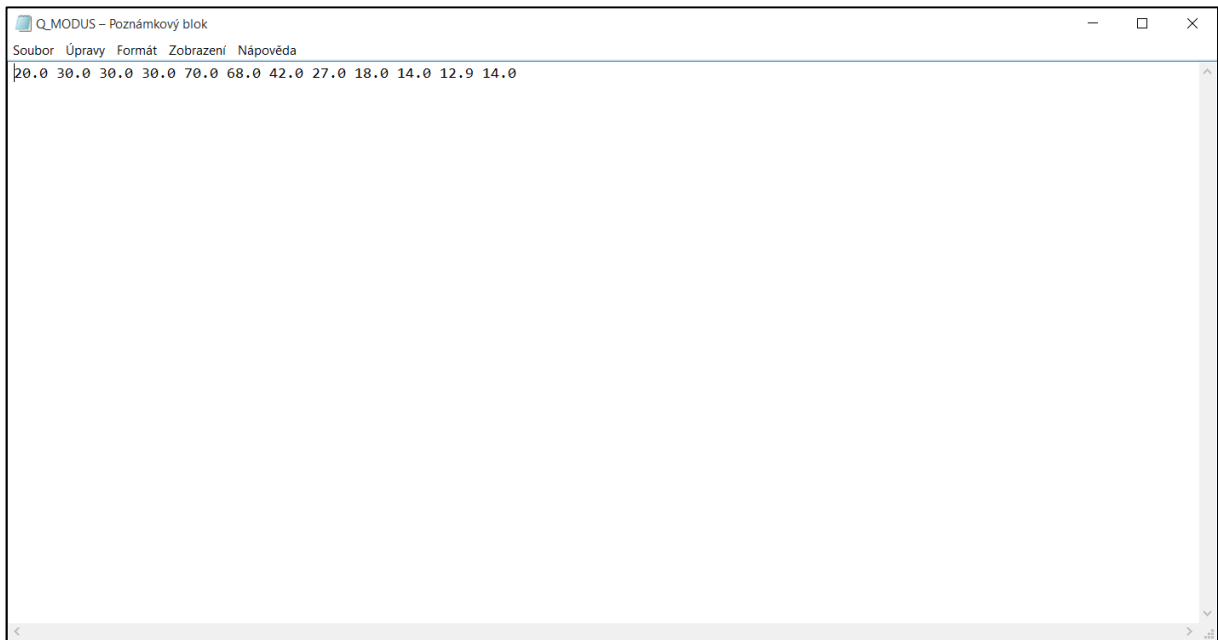 Q_MODUS – Poznámkový blok
Soubor Úpravy Formát Zobrazení Nápověda
20.0 30.0 30.0 30.0 70.0 68.0 42.0 27.0 18.0 14.0 12.9 14.0